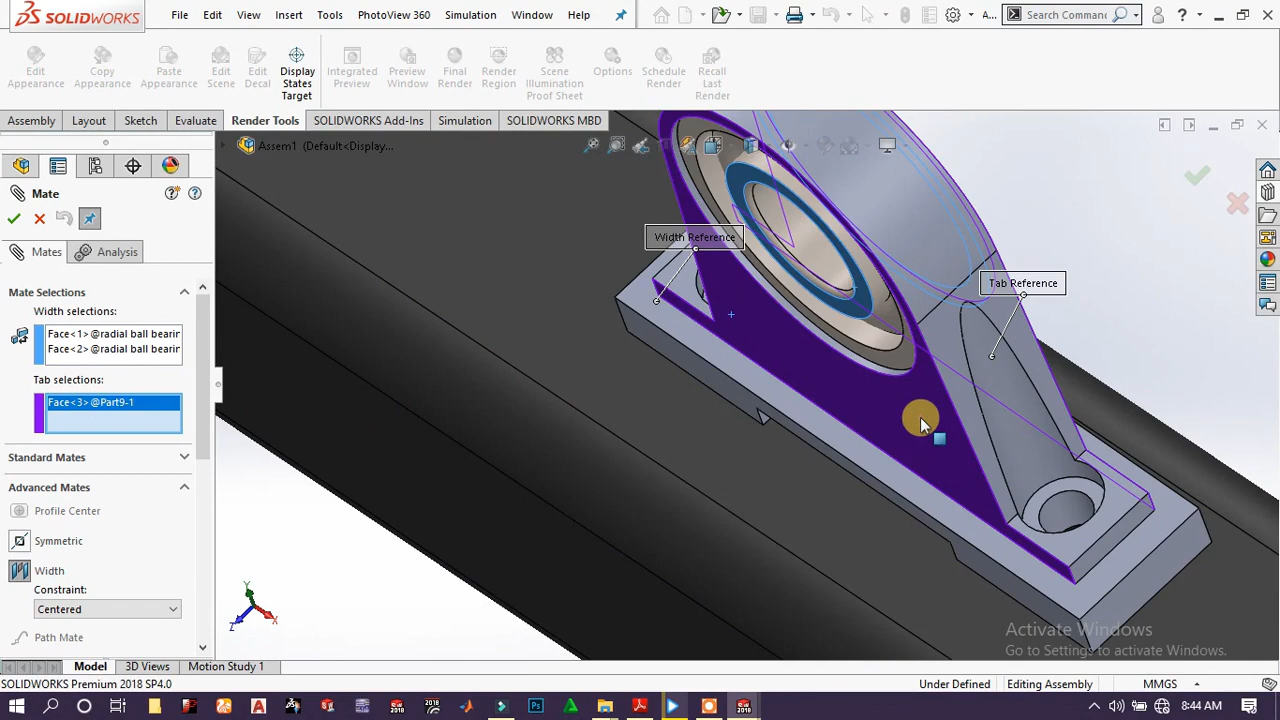 SOLIDWORKS
File Edit View Insert Tools PhotoView 360 Simulation Window Help
A... Search Comman
Edit Appearance
Copy Appearance
Paste Appearance
Edit Scene
Edit Decal
Display States Target
Integrated Preview
Preview Window
Final Render
Render Region
Scene Illumination Proof Sheet
Options
Schedule Render
Recall Last Render
Assembly Layout Sketch Evaluate Render Tools SOLIDWORKS Add-Ins Simulation SOLIDWORKS MBD
Assem1 (Default<Display...
Mate
Mates Analysis
Mate Selections
Width selections:
Face<1>@radial ball bearin
Face<2>@radial ball bearin
Tab selections:
Face<3>@Part9-1
Standard Mates
Advanced Mates
Profile Center
Symmetric
Width
Constraint:
Centered
Path Mate
Width Reference
Tab Reference
Y
Z
X
Activate Windows
Go to Settings to activate Windows.
Model 3D Views Motion Study 1
SOLIDWORKS Premium 2018 SP4.0 Under Defined Editing Assembly MMGS
8:44 AM